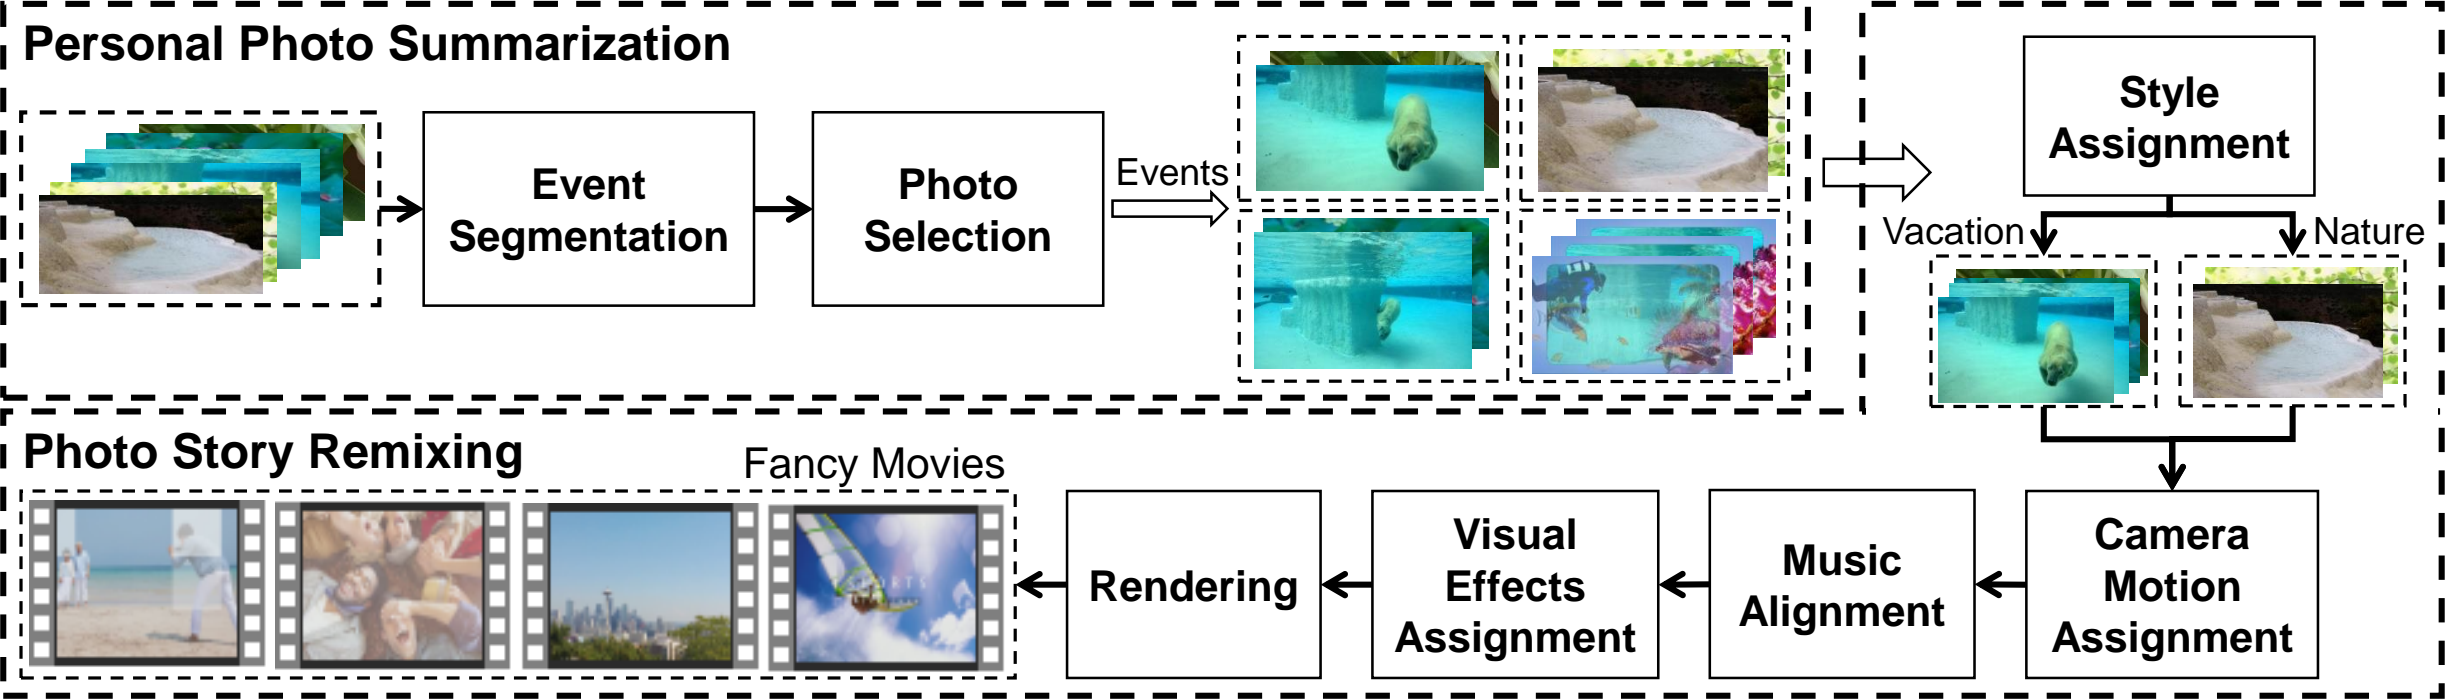 Personal Photo Summarization
Event
Segmentation
Photo
Selection
Events
Style
Assignment
Vacation
Nature
Photo Story Remixing
Fancy Movies
Rendering
Visual
Effects
Assignment
Music
Alignment
Camera
Motion
Assignment